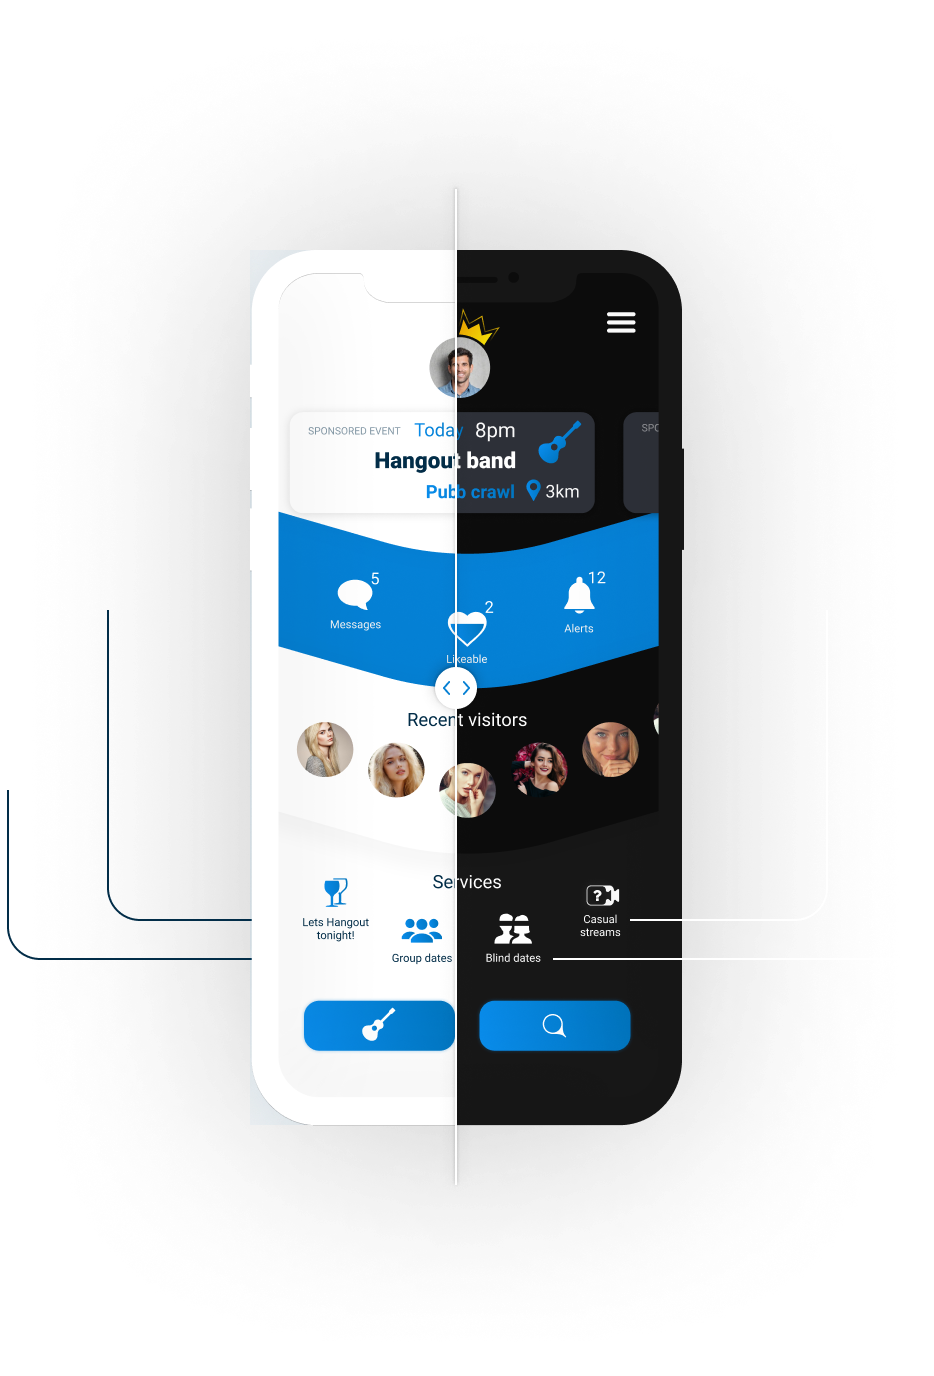 SPONSORED EVENT Today 8pm
SPO
Hangout band
Pubb crawl 3km
5
Messages
2
Likeable
12
Alerts
Recent visitors
Services
Lets Hangout
tonight!
Group dates
Blind dates
?
Casual
streams